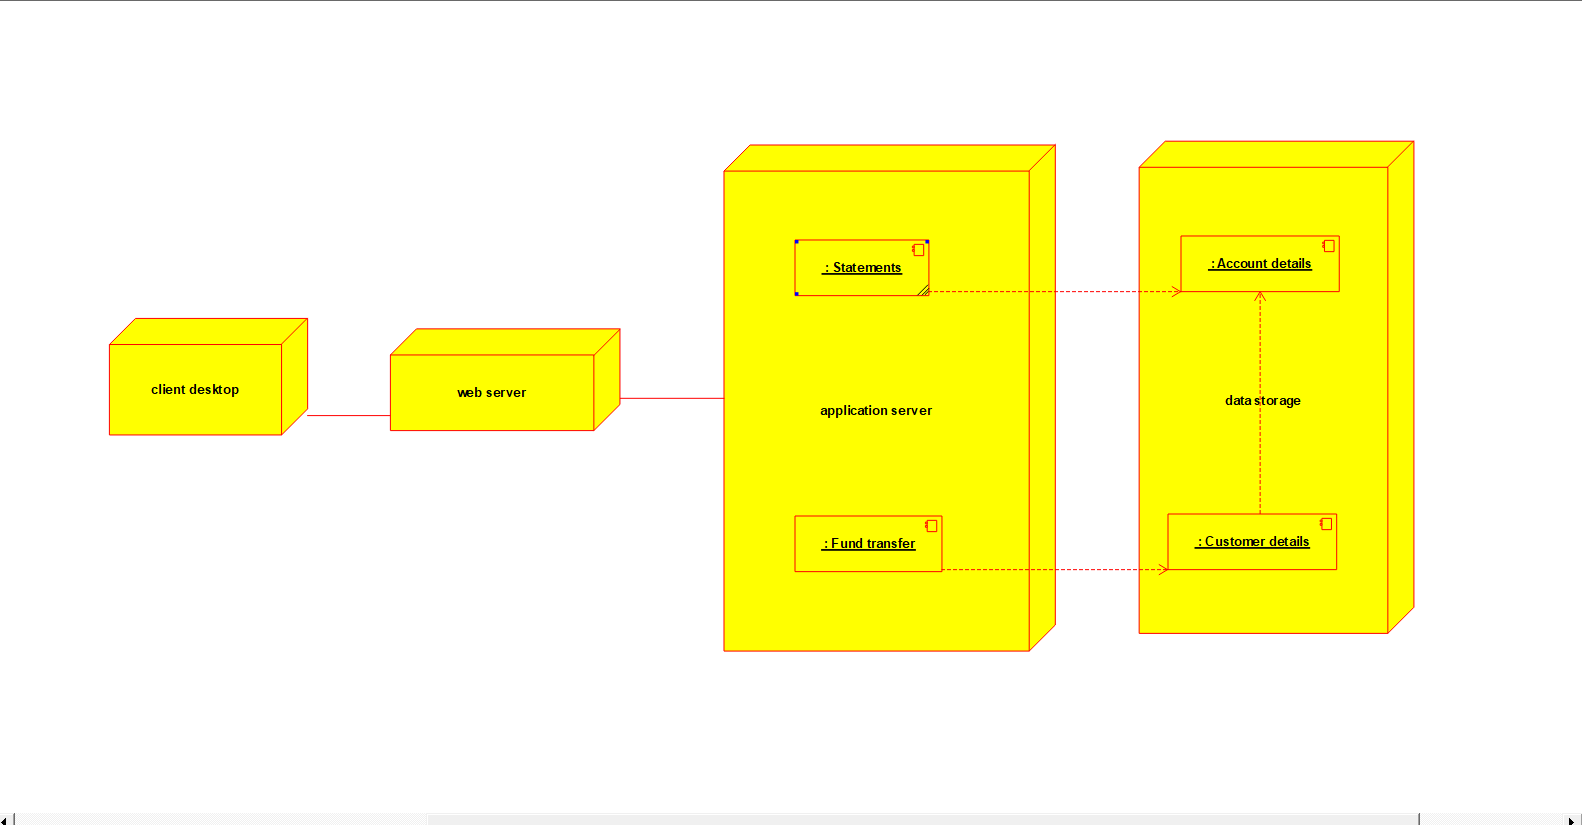 client desktop
web server
: Statements
application server
: Fund transfer
: Account details
data storage
: Customer details